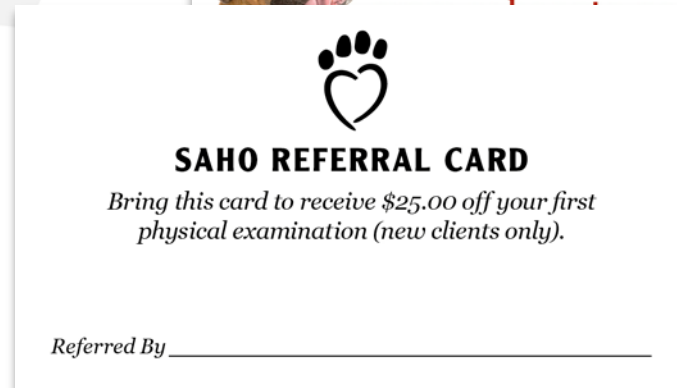 SAHO REFERRAL CARD
Bring this card to receive $25.00 off your first
physical examination (new clients only).
Referred By